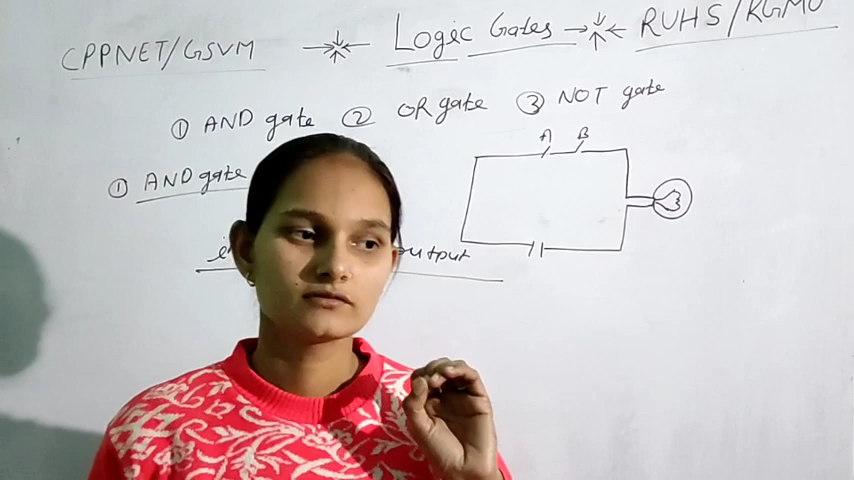 CPPNET/GSVM Logic Gates RUHS/KGMU
① AND gate ② OR gate ③ NOT gate
A B
① AND gate
output